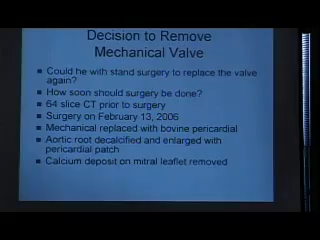 Decision to Remove
Mechanical Valve
Could he with stand surgery to replace the valve
again?
How soon should surgery be done?
64 slice CT prior to surgery
Surgery on February 13, 2006
Mechanical replaced with bovine pericardial
Aortic root decalcified and enlarged with
pericardial patch
Calcium deposit on mitral leaflet removed